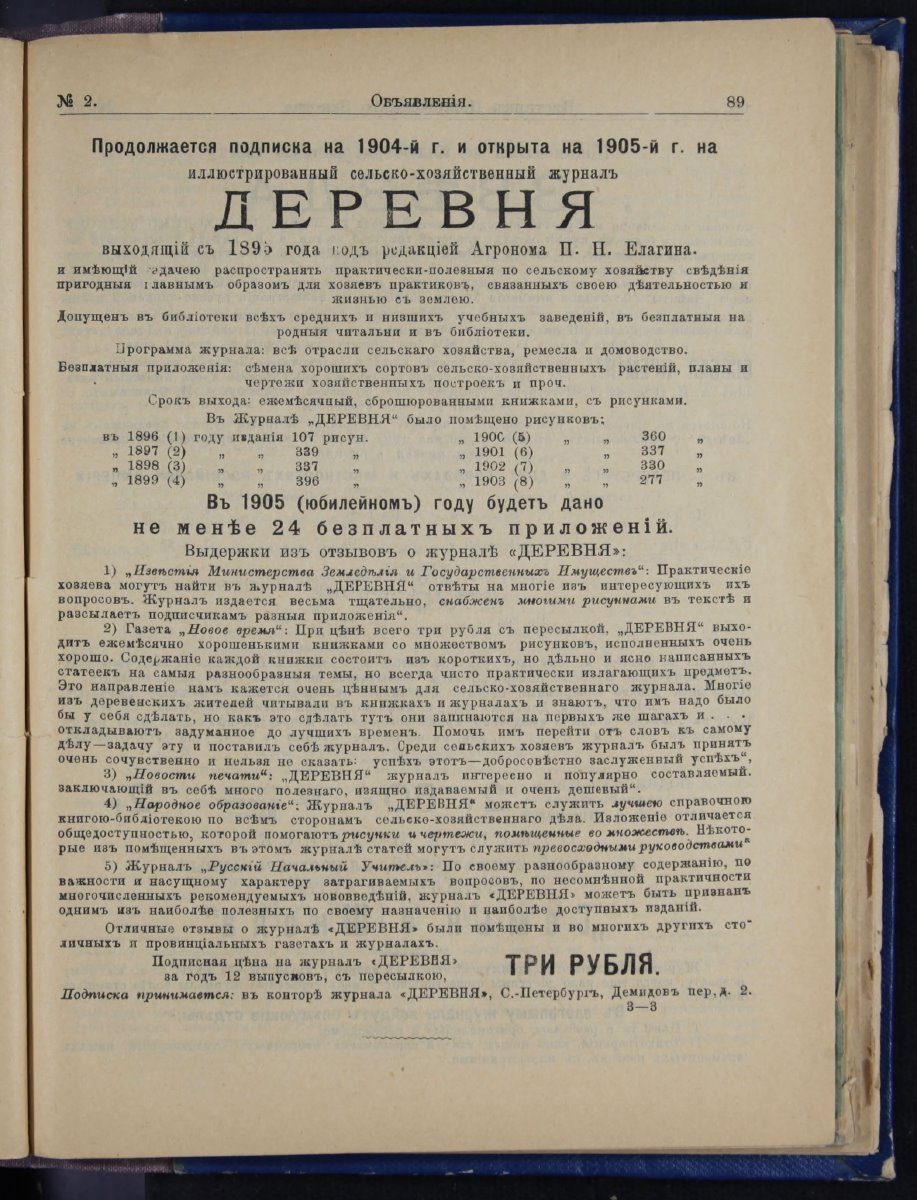 № 2. Объявленія. 89
Продолжается подписка на 1904-й г. и открыта на 1905-й г. на
иллюстрированный сельско-хозяйственный журналъ
ДЕРЕВНЯ
выходящій съ 1895 года подъ редакціей Агронома П. Н. Елагина.
и имѣющій задачею распространять практически-полезныя по сельскому хозяйству свѣдѣнія
пригодныя главнымъ образомъ для хозяевъ практиковъ, связанныхъ своею дѣятельностью и
жизнью съ землею.
Допущенъ въ библіотеки всѣхъ среднихъ и низшихъ учебныхъ заведеній, въ безплатныя на
родныя читальни и въ библіотеки.
Программа журнала: всѣ отрасли сельскаго хозяйства, ремесла и домоводство.
Безплатныя приложенія: сѣмена хорошихъ сортовъ сельско-хозяйственныхъ растеній, планы и
чертежи хозяйственныхъ построекъ и проч.
Срокъ выхода: ежемѣсячный, сброшюрованными книжками, съ рисунками.
Въ Журналѣ „ДЕРЕВНЯ“ было помѣщено рисунковъ:
въ 1896 (1) году изданія 107 рисун. „ 1900 (5) „ „ 360 „
„ 1897 (2) „ „ 339 „ „ 1901 (6) „ 337 „
„ 1898 (3) „ „ 337 „ „ 1902 (7) „ „ 330 „
„ 1899 (4) „ „ 396 „ „ 1903 (8) „ „ 277 „
Въ 1905 (юбилейномъ) году будетъ дано
не менѣе 24 безплатныхъ приложеній.
Выдержки изъ отзывовъ о журналѣ «ДЕРЕВНЯ»:
1) „Извѣстія Министерства Земледѣлія и Государственныхъ Имуществъ“: Практическіе
хозяева могутъ найти въ журналѣ „ДЕРЕВНЯ“ отвѣты на многіе изъ интересующихъ ихъ
вопросовъ. Журналъ издается весьма тщательно, снабженъ многими рисунками въ текстѣ и
разсылаетъ подписчикамъ разныя приложенія“.
2) Газета „Новое время“: При цѣнѣ всего три рубля съ пересылкой, „ДЕРЕВНЯ“ выхо-
дитъ ежемѣсячно хорошенькими книжками со множествомъ рисунковъ, исполненныхъ очень
хорошо. Содержаніе каждой книжки состоитъ изъ короткихъ, но дѣльно и ясно написанныхъ
статеекъ на самыя разнообразныя темы, но всегда чисто практически излагающихъ предметъ.
Это направленіе намъ кажется очень цѣннымъ для сельско-хозяйственнаго журнала. Многіе
изъ деревенскихъ жителей читывали въ книжкахъ и журналахъ и знаютъ, что имъ надо было
бы у себя сдѣлать, но какъ это сдѣлать тутъ они запинаются на первыхъ же шагахъ и . . .
откладываютъ задуманное до лучшихъ временъ. Помочь имъ перейти отъ словъ къ самому
дѣлу—задачу эту и поставилъ себѣ журналъ. Среди сельскихъ хозяевъ журналъ былъ принятъ
очень сочувственно и нельзя не сказать: успѣхъ этотъ—добросовѣстно заслуженный успѣхъ“,
3) „Новости печати“: „ДЕРЕВНЯ“ журналъ интересно и популярно составляемый.
заключающій въ себѣ много полезнаго, изящно издаваемый и очень дешевый“.
4) „Народное образованіе“: Журналъ „ДЕРЕВНЯ“ можетъ служить лучшею справочною
книгою-библіотекою по всѣмъ сторонамъ сельско-хозяйственнаго дѣла. Изложеніе отличается
общедоступностью, которой помогаютъ рисунки и чертежи, помѣщенные во множествѣ. Нѣкото-
рые изъ помѣщенныхъ въ этомъ журналѣ статей могутъ служить превосходными руководствами“
5) Журналъ „Русскій Начальный Учитель»: По своему разнообразному содержанію, по
важности и насущному характеру затрагиваемыхъ вопросовъ, по несомнѣнной практичности
многочисленныхъ рекомендуемыхъ нововведеній, журналъ «ДЕРЕВНЯ» можетъ быть признанъ
однимъ изъ наиболѣе полезныхъ по своему назначенію и наиболѣе доступныхъ изданій.
Отличные отзывы о журналѣ «ДЕРЕВНЯ» были помѣщены и во многихъ другихъ сто-
личныхъ и провинціальныхъ газетахъ и журналахъ.
Подписная цѣна на журналъ «ДЕРЕВНЯ»
за годъ 12 выпусковъ, съ пересылкою,
ТРИ РУБЛЯ.
Подписка принимается: въ конторѣ журнала «ДЕРЕВНЯ», С.-Петербургъ, Демидовъ пер, д. 2.
3—3